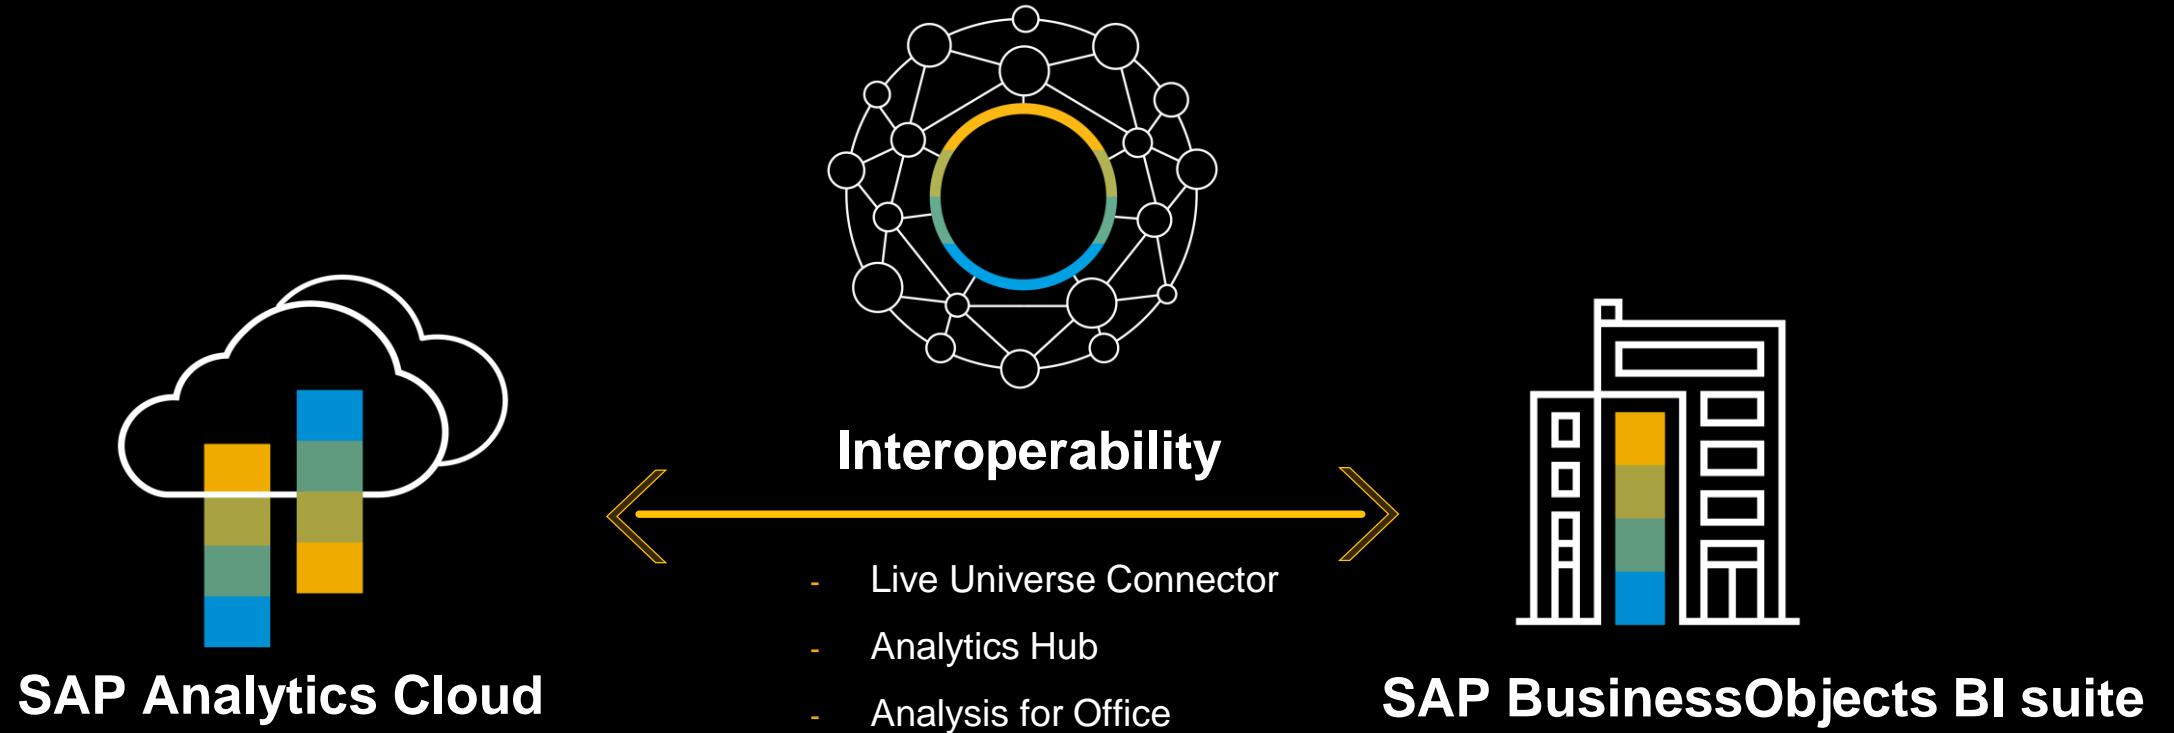 Interoperability
- Live Universe Connector
- Analytics Hub
- Analysis for Office
SAP Analytics Cloud
SAP BusinessObjects BI suite